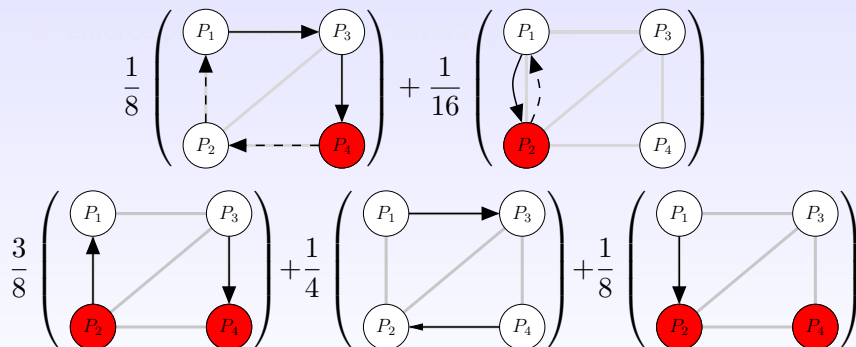 1/8 ( P₁ P₃ P₂ P₄ ) + 1/16 ( P₁ P₃ P₂ P₄ )
3/8 ( P₁ P₃ P₂ P₄ ) + 1/4 ( P₁ P₃ P₂ P₄ ) + 1/8 ( P₁ P₃ P₂ P₄ )